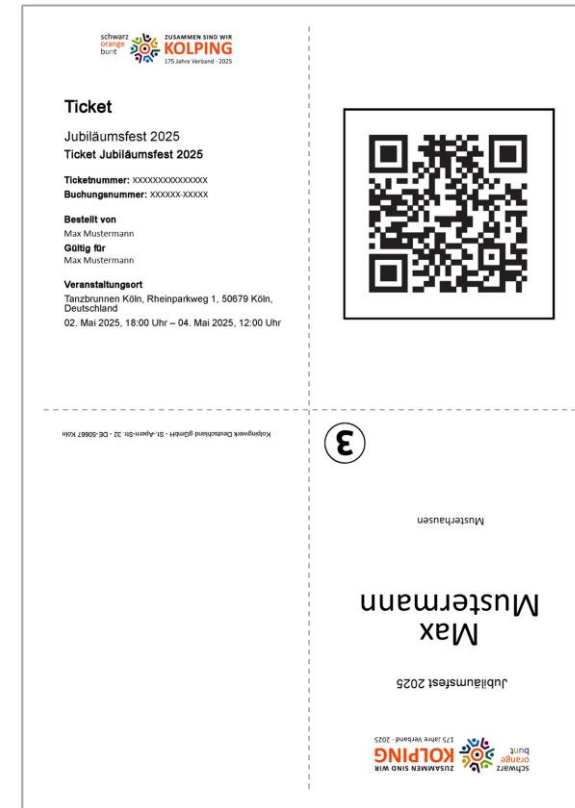 schwarz
orange
bunt
ZUSAMMEN SIND WIR
KOLPING
175 Jahre Verband · 2025
Ticket
Jubiläumsfest 2025
Ticket Jubiläumsfest 2025
Ticketnummer: XXXXXXXXXXXXXXX
Buchungsnummer: XXXXXX-XXXXX
Bestellt von
Max Mustermann
Gültig für
Max Mustermann
Veranstaltungsort
Tanzbrunnen Köln, Rheinparkweg 1, 50679 Köln,
Deutschland
02. Mai 2025, 18:00 Uhr – 04. Mai 2025, 12:00 Uhr
Kolpingwerk Deutschland gGmbH - St.-Apern-Str. 32 - DE-50667 Köln
schwarz
orange
bunt
ZUSAMMEN SIND WIR
KOLPING
175 Jahre Verband · 2025
Jubiläumsfest 2025
Max
Mustermann
Musterhausen
3